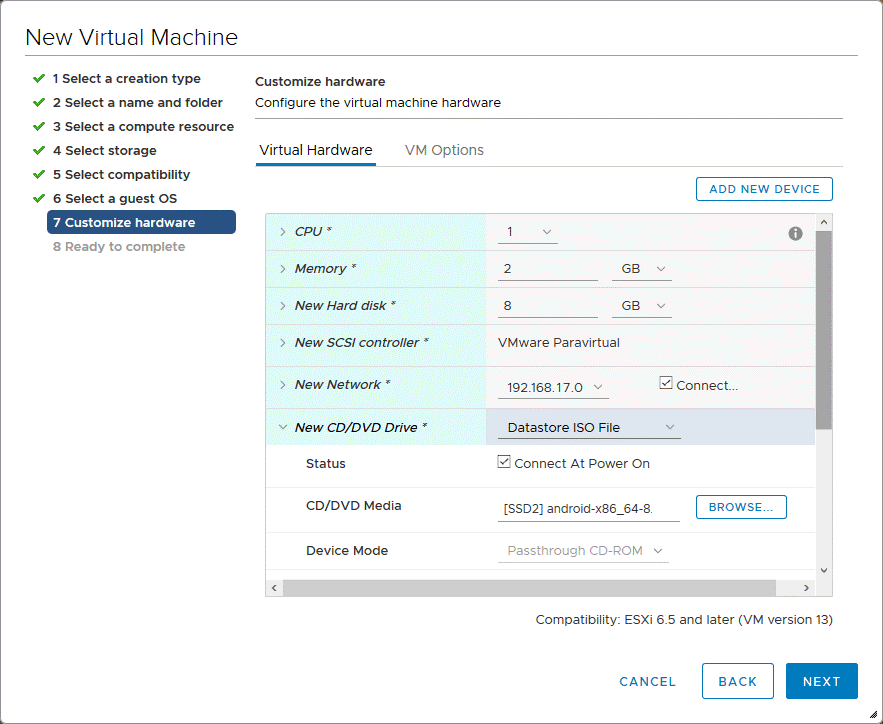 New Virtual Machine
1 Select a creation type
2 Select a name and folder
3 Select a compute resource
4 Select storage
5 Select compatibility
6 Select a guest OS
7 Customize hardware
8 Ready to complete
Customize hardware
Configure the virtual machine hardware
Virtual Hardware VM Options
ADD NEW DEVICE
CPU * 1
Memory * 2 GB
New Hard disk * 8 GB
New SCSI controller * VMware Paravirtual
New Network * 192.168.17.0 Connect...
New CD/DVD Drive * Datastore ISO File
Status Connect At Power On
CD/DVD Media [SSD2] android-x86_64-8. BROWSE...
Device Mode Passthrough CD-ROM
Compatibility: ESXi 6.5 and later (VM version 13)
CANCEL BACK NEXT